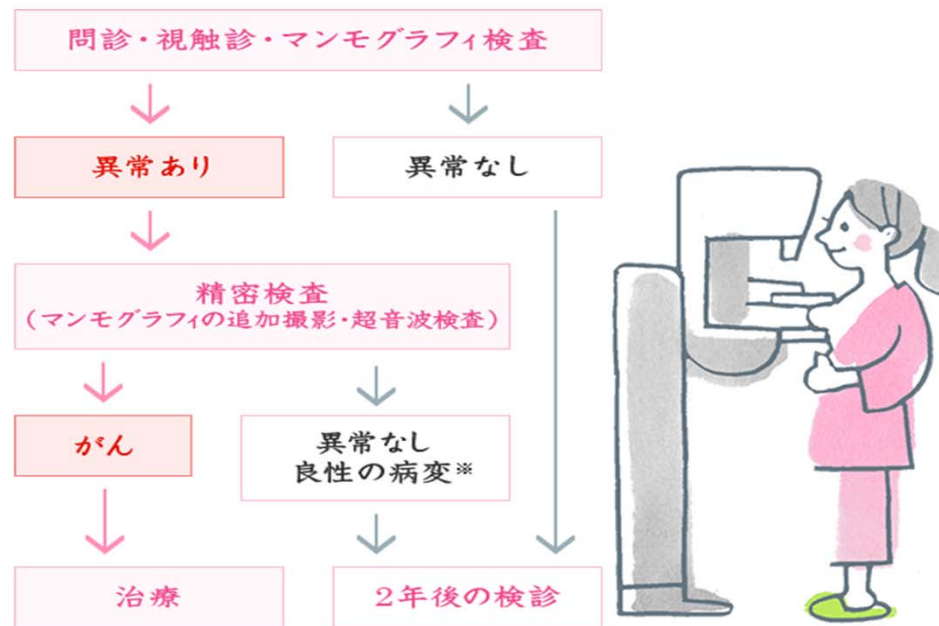 問診・視触診・マンモグラフィ検査
異常あり
異常なし
精密検査
(マンモグラフィの追加撮影・超音波検査)
がん
異常なし
良性の病変※
治療
2年後の検診